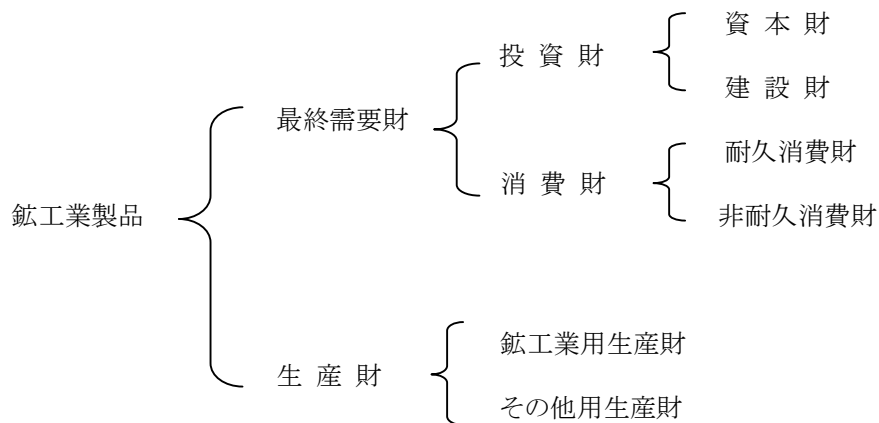 鉱工業製品
最終需要財
投資財
資本財
建設財
消費財
耐久消費財
非耐久消費財
生産財
鉱工業用生産財
その他用生産財